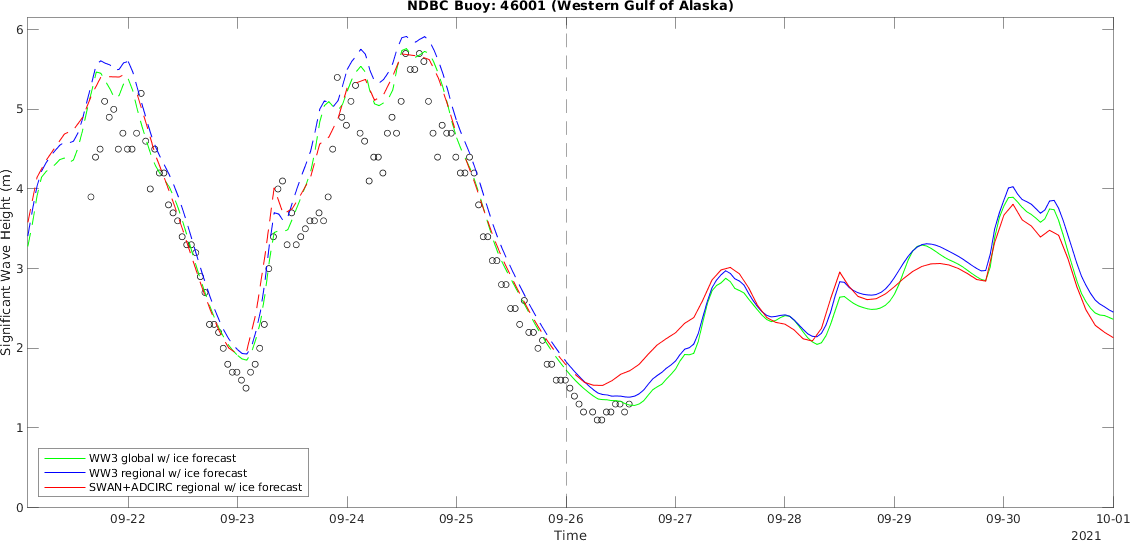 NDBC Buoy: 46001 (Western Gulf of Alaska)
Significant Wave Height (m)
6
5
4
3
2
1
0
WW3 global w/ ice forecast
WW3 regional w/ ice forecast
SWAN+ADCIRC regional w/ ice forecast
09-22 09-23 09-24 09-25 09-26 09-27 09-28 09-29 09-30 10-01
Time 2021